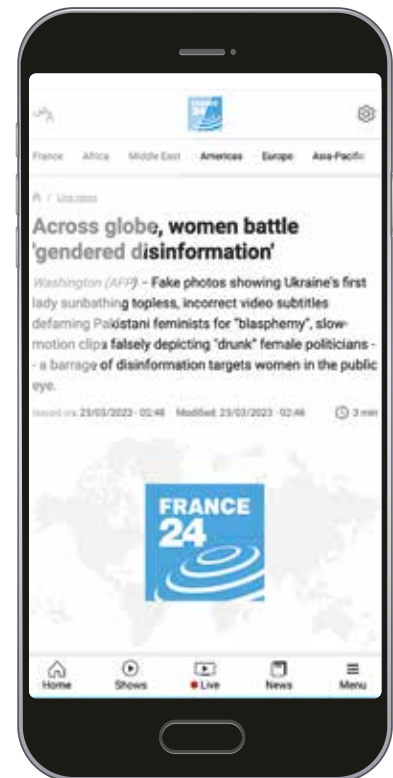 FRANCE
24
France Africa Middle East Americas Europe Asia-Pacific
/ Live news
Across globe, women battle
'gendered disinformation'
Washington (AFP) – Fake photos showing Ukraine's first
lady sunbathing topless, incorrect video subtitles
defaming Pakistani feminists for "blasphemy", slow-
motion clips falsely depicting "drunk" female politicians -
- a barrage of disinformation targets women in the public
eye.
Issued on: 23/03/2023 - 02:48 Modified: 23/03/2023 - 02:46 3 min
FRANCE
24
Home Shows Live News Menu